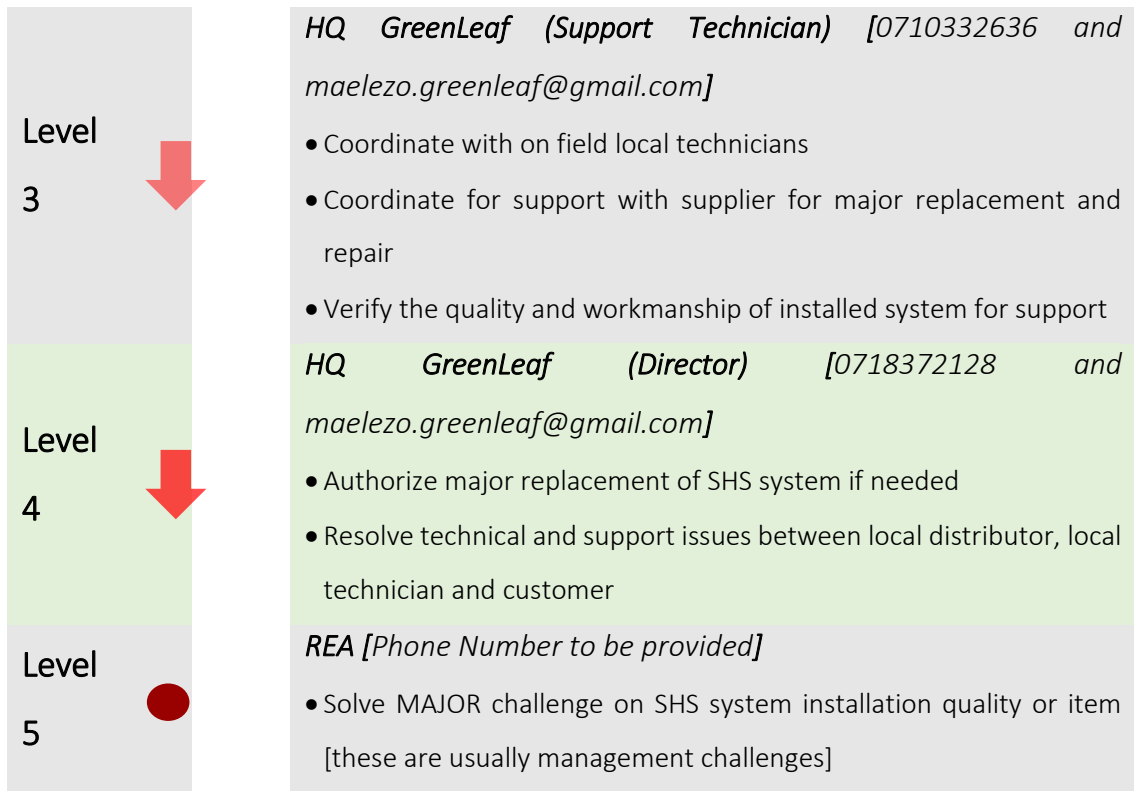 Level
3
HQ GreenLeaf (Support Technician) [0710332636 and
maelezo.greenleaf@gmail.com]
• Coordinate with on field local technicians
• Coordinate for support with supplier for major replacement and
repair
• Verify the quality and workmanship of installed system for support
Level
4
HQ GreenLeaf (Director) [0718372128 and
maelezo.greenleaf@gmail.com]
• Authorize major replacement of SHS system if needed
• Resolve technical and support issues between local distributor, local
technician and customer
Level
5
REA [Phone Number to be provided]
• Solve MAJOR challenge on SHS system installation quality or item
[these are usually management challenges]